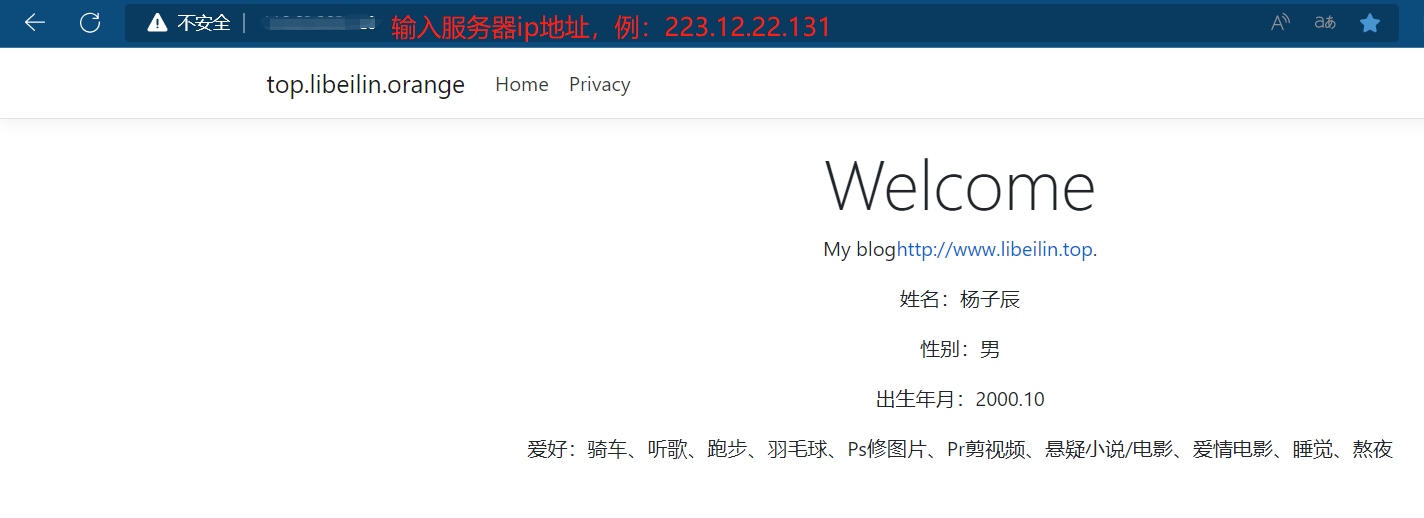 不安全 输入服务器ip地址，例：223.12.22.131 A aあ
top.libeilin.orange Home Privacy
Welcome
My bloghttp://www.libeilin.top.
姓名：杨子辰
性别：男
出生年月：2000.10
爱好：骑车、听歌、跑步、羽毛球、Ps修图片、Pr剪视频、悬疑小说/电影、爱情电影、睡觉、熬夜